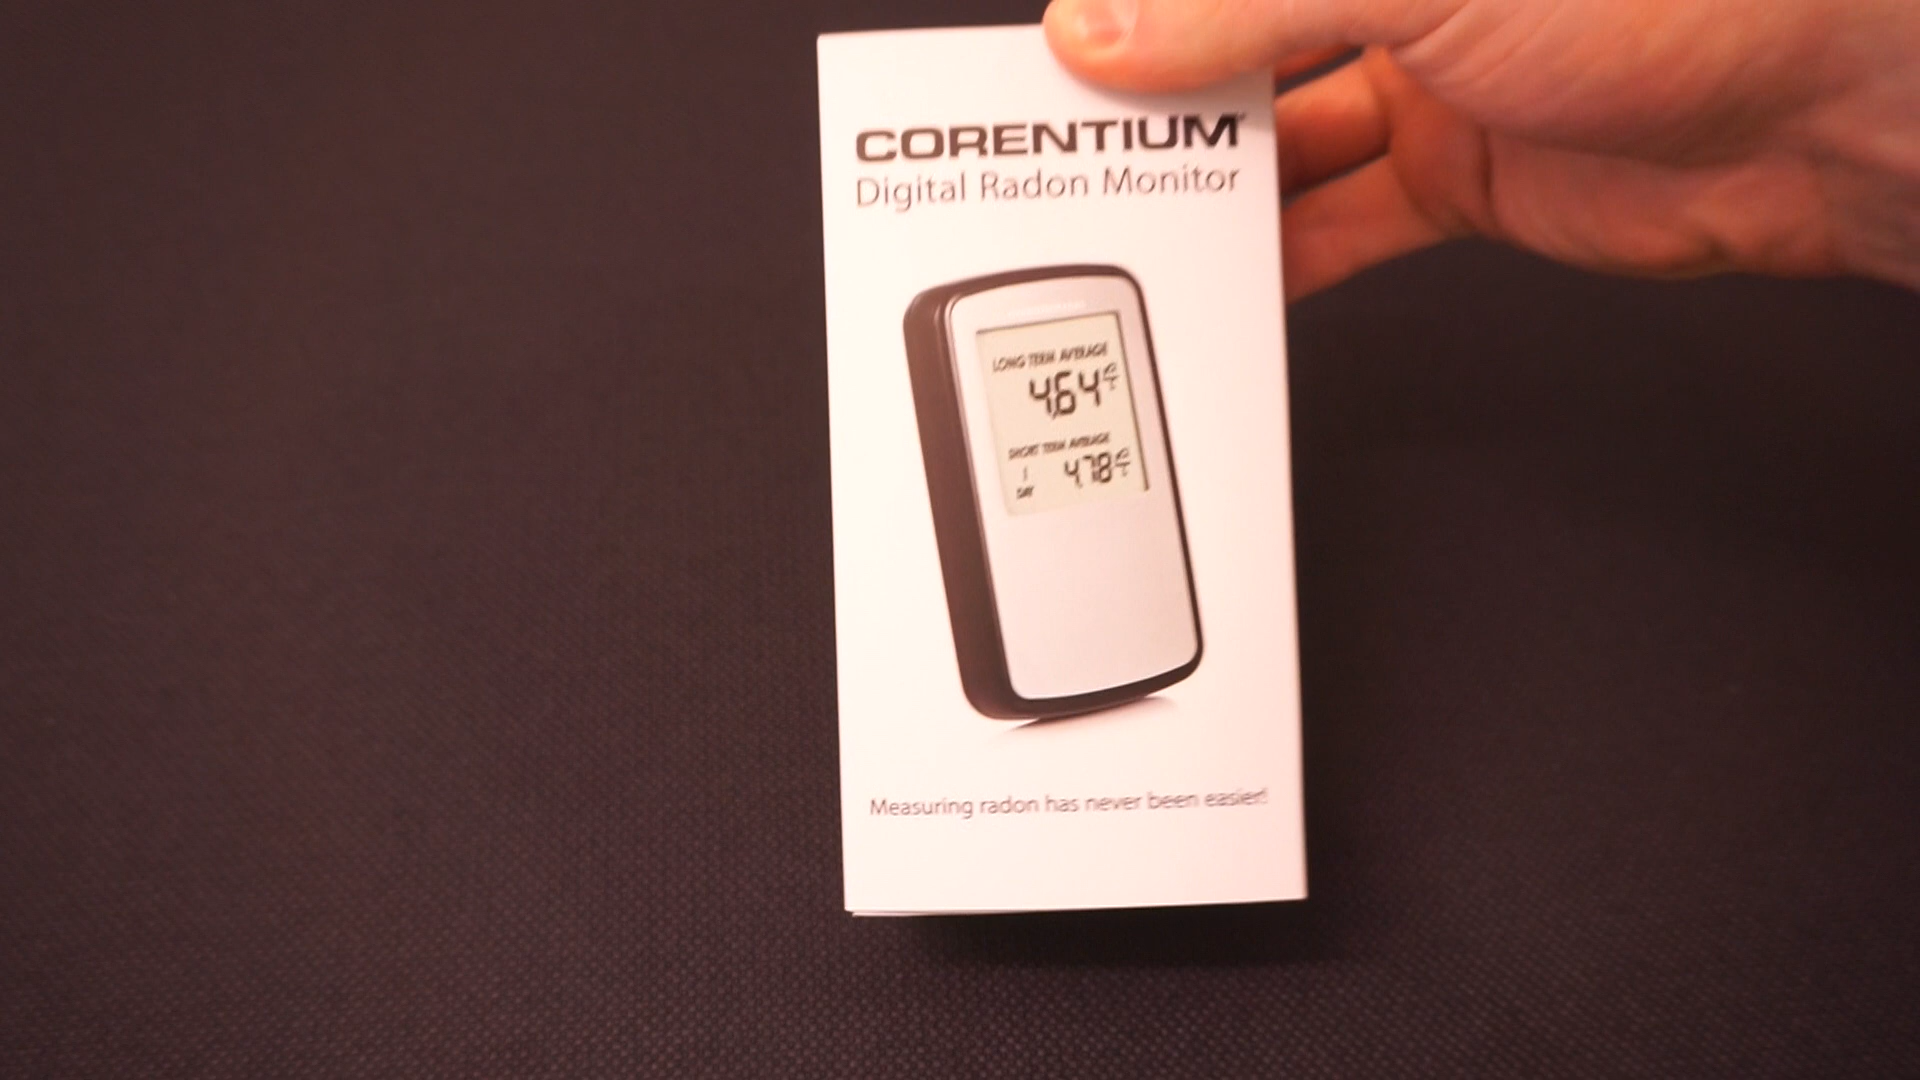 CORENTIUM
Digital Radon Monitor
LONG TERM AVERAGE
4.64
SHORT TERM AVERAGE
1
4.78
DAY
Measuring radon has never been easier!